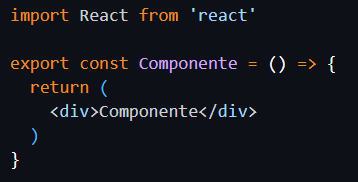 import React from 'react'

export const Componente = () => {
  return (
    <div>Componente</div>
  )
}